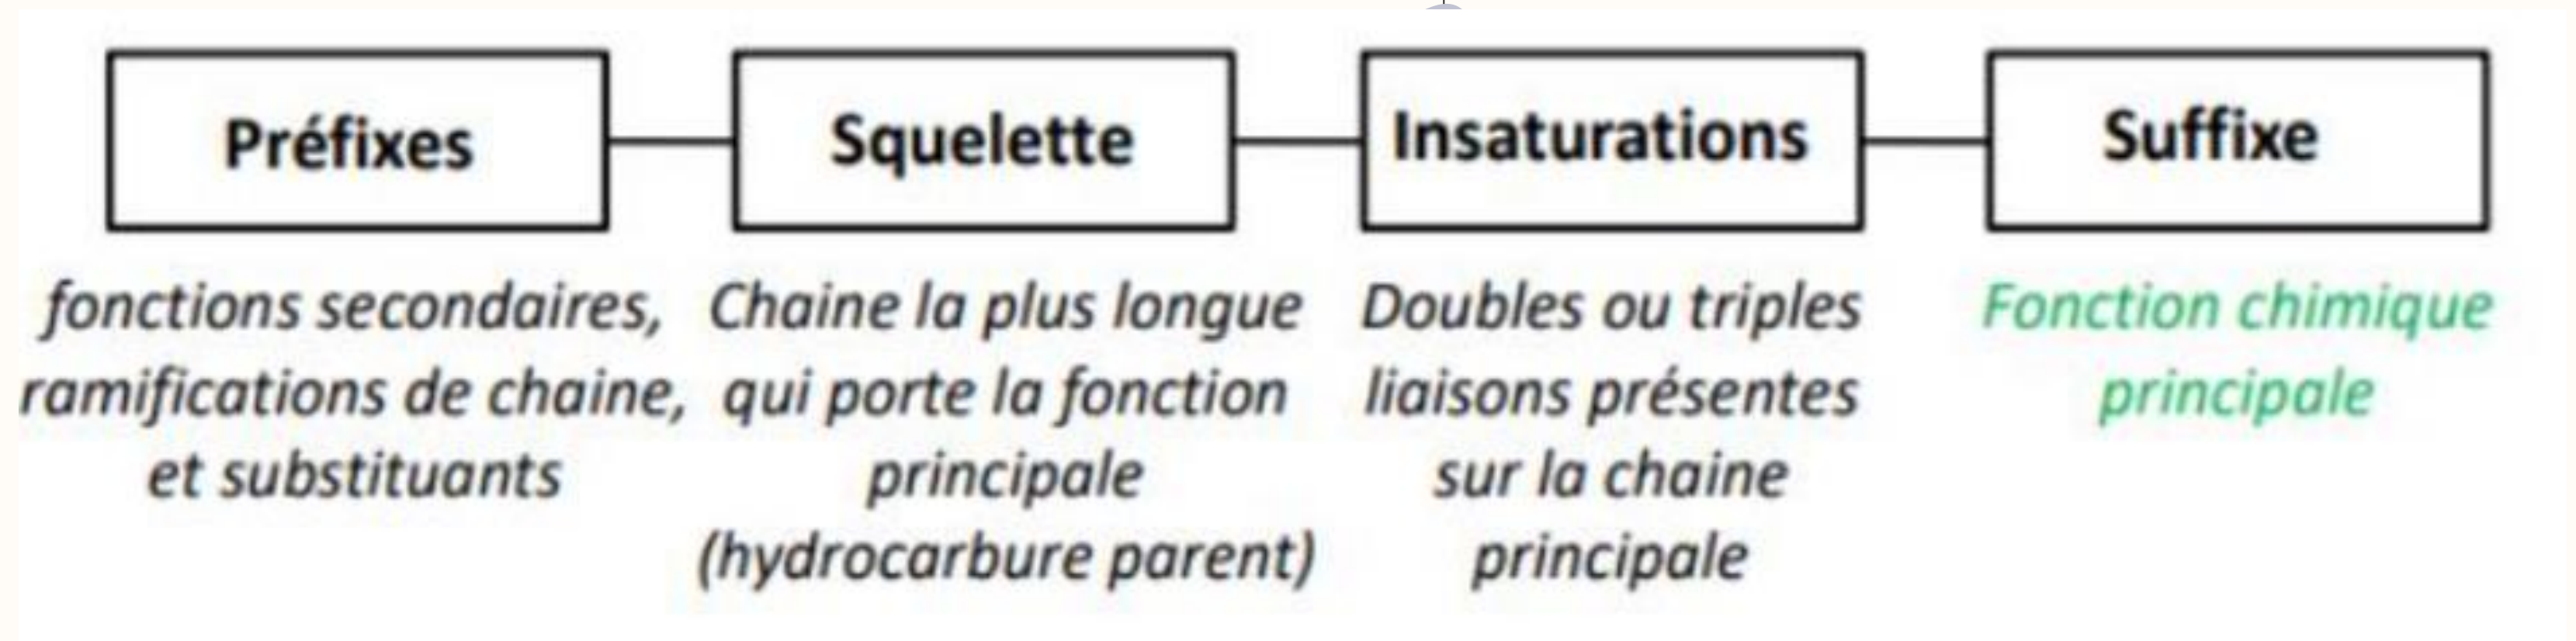 Préfixes
Squelette
Insaturations
Suffixe
fonctions secondaires,
ramifications de chaine,
et substituants
Chaine la plus longue
qui porte la fonction
principale
(hydrocarbure parent)
Doubles ou triples
liaisons présentes
sur la chaine
principale
Fonction chimique
principale